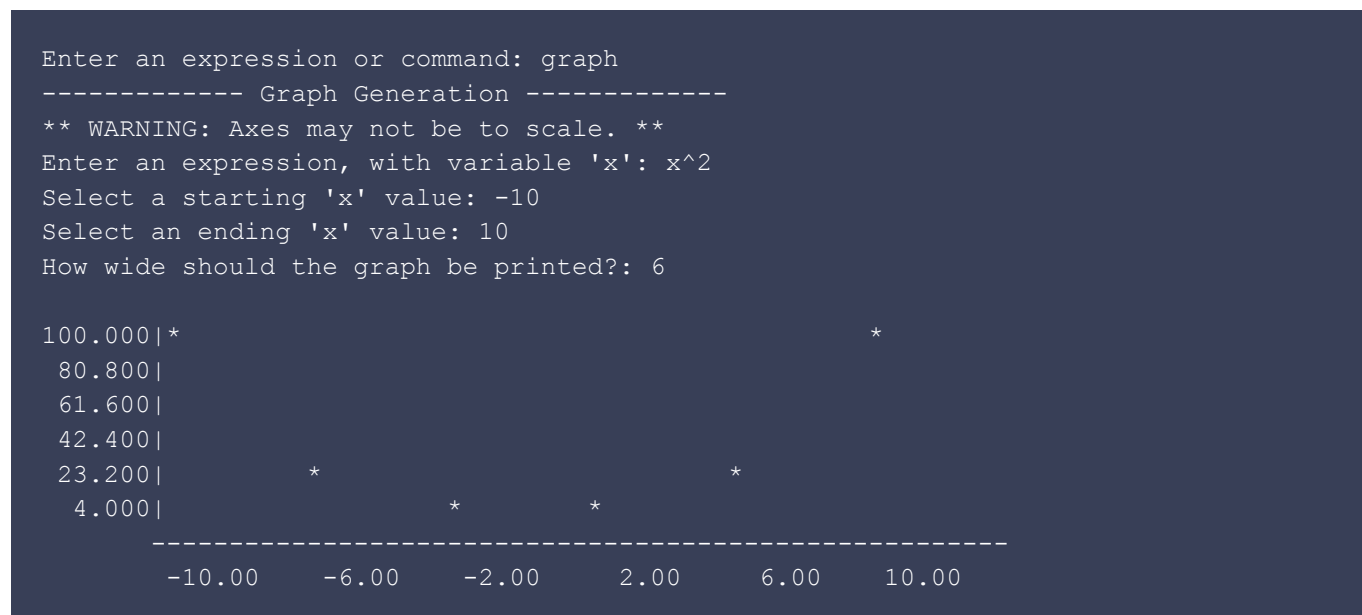 Enter an expression or command: graph
------------- Graph Generation -------------
** WARNING: Axes may not be to scale. **
Enter an expression, with variable 'x': x^2
Select a starting 'x' value: -10
Select an ending 'x' value: 10
How wide should the graph be printed?: 6
100.000|*                                            *
 80.800|
 61.600|
 42.400|
 23.200|         *                          *
  4.000|                  *        *
       -------------------------------------------------------
        -10.00    -6.00    -2.00     2.00     6.00    10.00